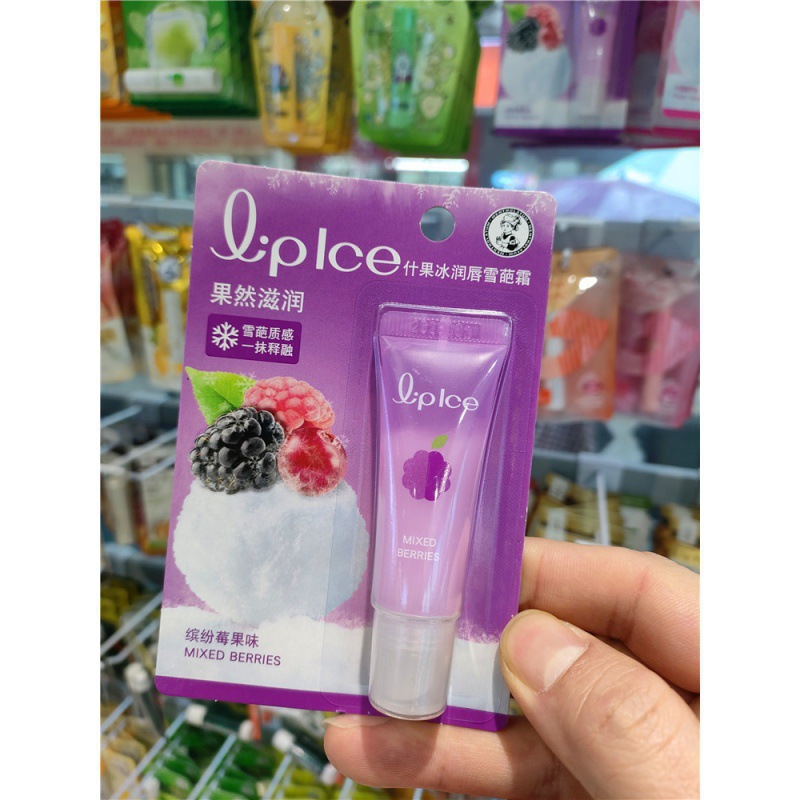 lipIce
什果冰润唇雪葩霜
果然滋润
雪葩质感
一抹释融
lipIce
MIXED
BERRIES
缤纷莓果味
MIXED BERRIES